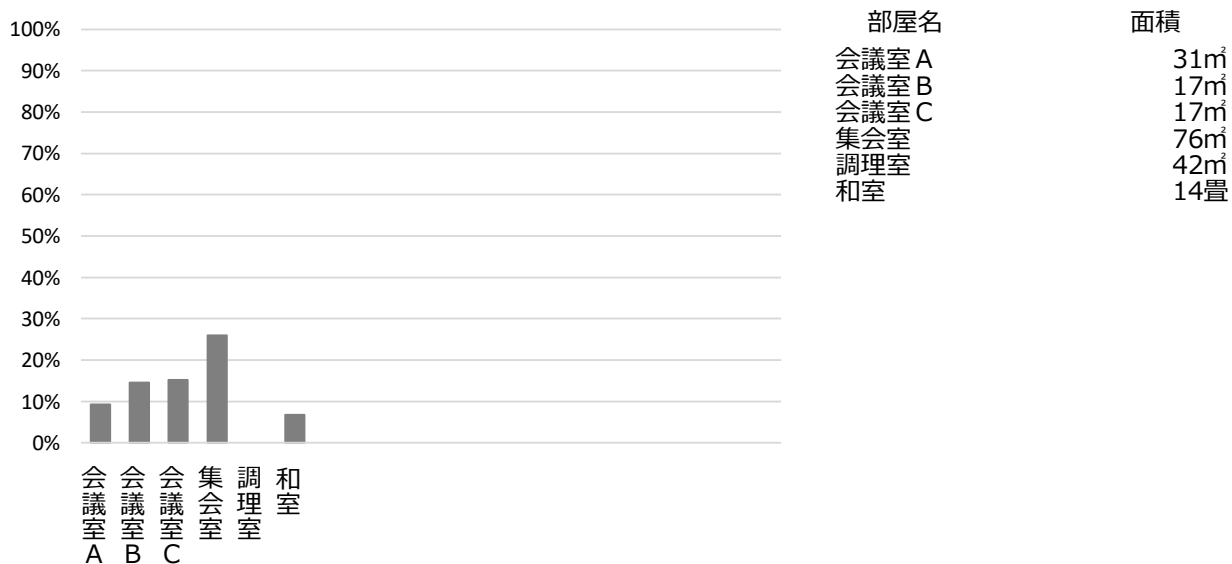 100%
90%
80%
70%
60%
50%
40%
30%
20%
10%
0%
会議室A
会議室B
会議室C
集会室
調理室
和室
部屋名 面積
会議室A 31㎡
会議室B 17㎡
会議室C 17㎡
集会室 76㎡
調理室 42㎡
和室 14畳